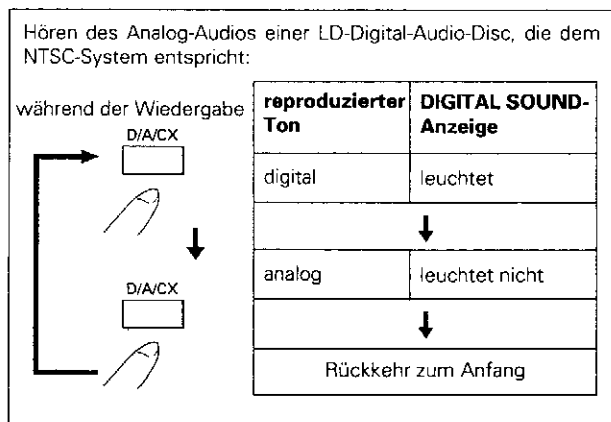 Hören des Analog-Audios einer LD-Digital-Audio-Disc, die dem
NTSC-System entspricht:
während der Wiedergabe
D/A/CX
D/A/CX
reproduzierter Ton
DIGITAL SOUND-Anzeige
digital
leuchtet
analog
leuchtet nicht
Rückkehr zum Anfang